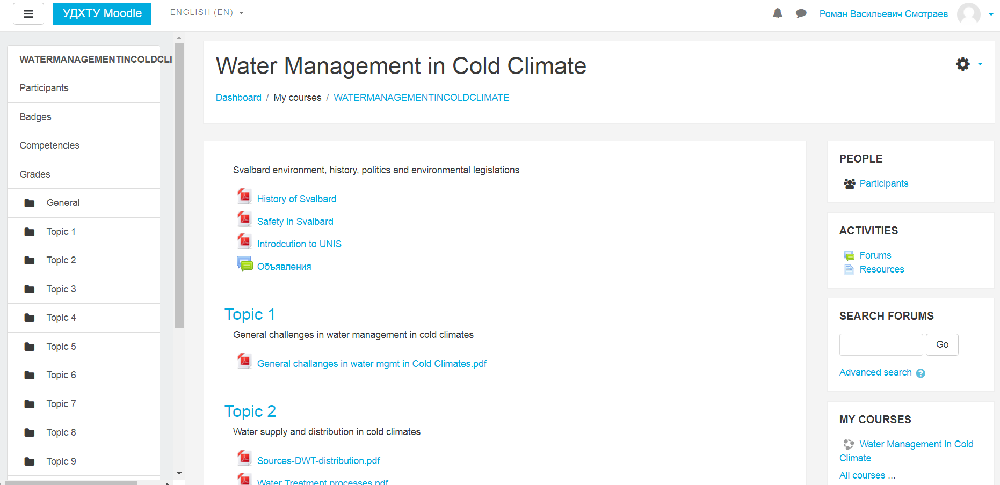 УДХТУ Moodle
ENGLISH (EN)
Роман Васильевич Смотраев
WATERMANAGEMENTINCOLDCLI
Participants
Badges
Competencies
Grades
General
Topic 1
Topic 2
Topic 3
Topic 4
Topic 5
Topic 6
Topic 7
Topic 8
Topic 9
Water Management in Cold Climate
Dashboard / My courses / WATERMANAGEMENTINCOLDCLIMATE
Svalbard environment, history, politics and environmental legislations
History of Svalbard
Safety in Svalbard
Introdcution to UNIS
Объявления
Topic 1
General challenges in water management in cold climates
General challanges in water mgmt in Cold Climates.pdf
Topic 2
Water supply and distribution in cold climates
Sources-DWT-distribution.pdf
Water Treatment processes.pdf
PEOPLE
Participants
ACTIVITIES
Forums
Resources
SEARCH FORUMS
Go
Advanced search ?
MY COURSES
Water Management in Cold
Climate
All courses ...